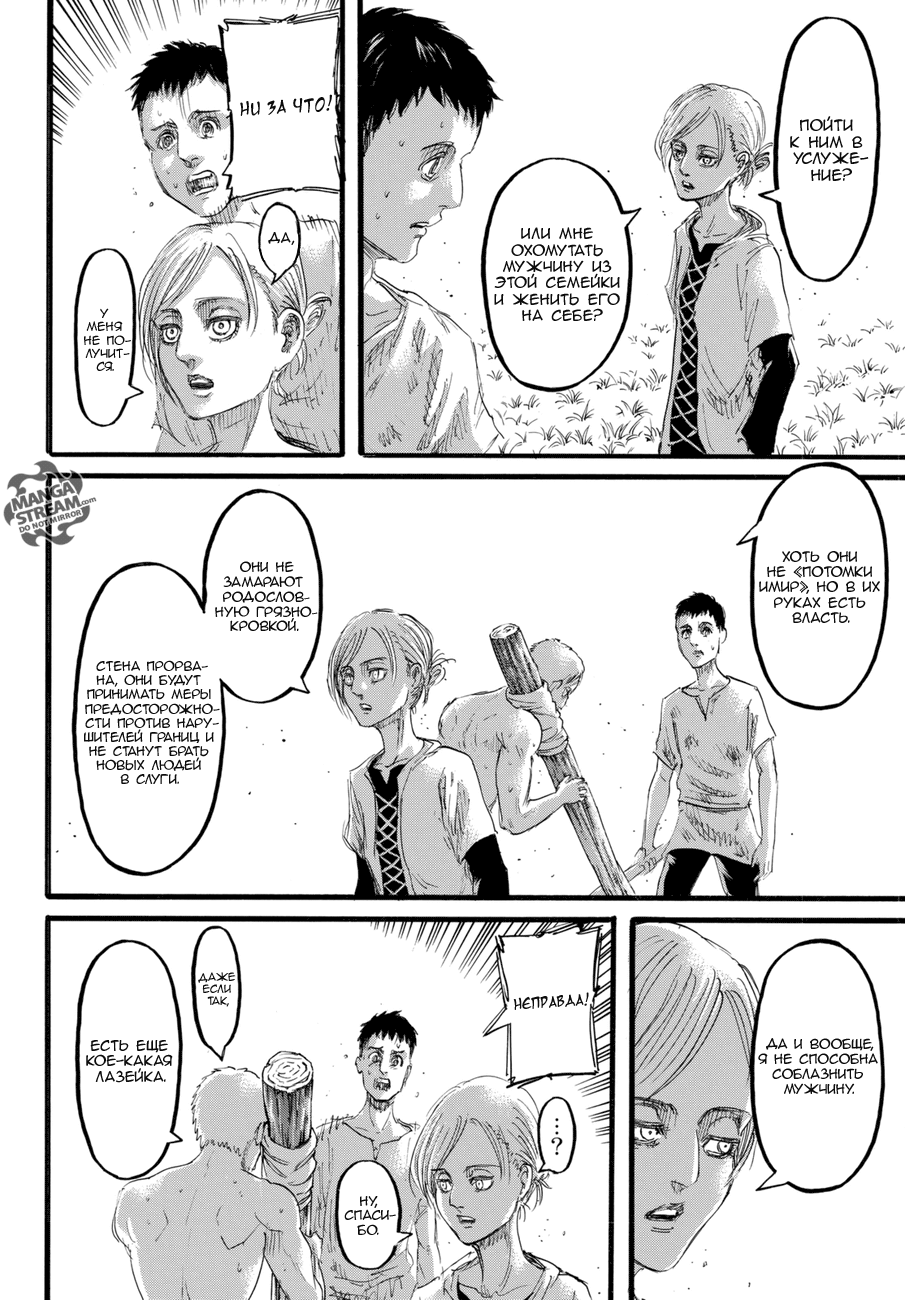 ПОЙТИ
К НИМ В
УСЛУЖЕ-
НИЕ?
ИЛИ МНЕ
ОХОМУТАТЬ
МУЖЧИНУ ИЗ
ЭТОЙ СЕМЕЙКИ
И ЖЕНИТЬ ЕГО
НА СЕБЕ?
НИ ЗА ЧТО!
ДА,
У
МЕНЯ
НЕ ПО-
ЛУЧИТ-
СЯ.
ХОТЬ ОНИ
НЕ «ПОТОМКИ
ИМИР», НО В ИХ
РУКАХ ЕСТЬ
ВЛАСТЬ.
ОНИ НЕ
ЗАМАРАЮТ
РОДОСЛОВ-
НУЮ ГРЯЗНО-
КРОВКОЙ.
СТЕНА ПРОРВА-
НА, ОНИ БУДУТ
ПРИНИМАТЬ МЕРЫ
ПРЕДОСТОРОЖНО-
СТИ ПРОТИВ НАРУ-
ШИТЕЛЕЙ ГРАНИЦ И
НЕ СТАНУТ БРАТЬ
НОВЫХ ЛЮДЕЙ
В СЛУГИ.
MANGA
STREAM.com
DO NOT MIRROR
ДА И ВООБЩЕ,
Я НЕ СПОСОБНА
СОБЛАЗНИТЬ
МУЖЧИНУ.
НЕПРАВДА!
....?
НУ,
СПАСИ-
БО.
ДАЖЕ
ЕСЛИ
ТАК,
ЕСТЬ ЕЩЕ
КОЕ-КАКАЯ
ЛАЗЕЙКА.